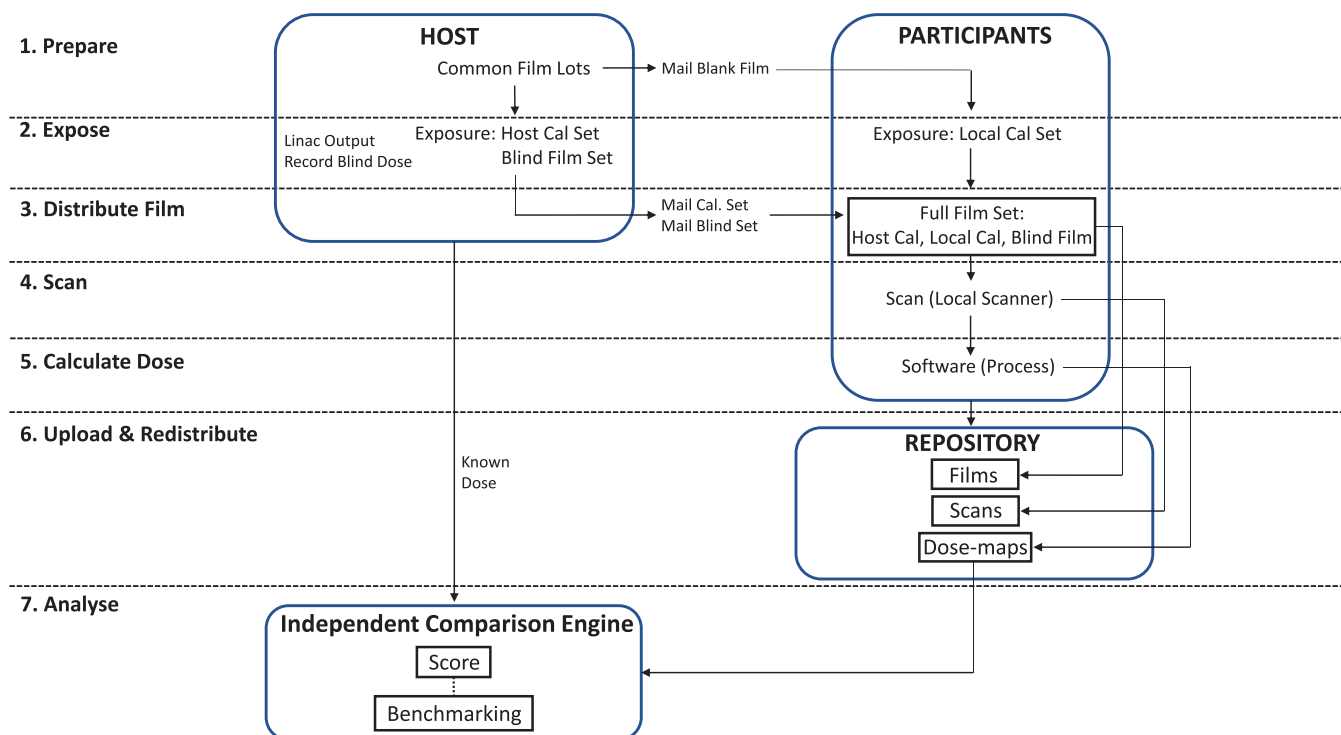 HOST
PARTICIPANTS
1. Prepare
Common Film Lots
Mail Blank Film
2. Expose
Linac Output
Record Blind Dose
Exposure: Host Cal Set
Blind Film Set
Exposure: Local Cal Set
3. Distribute Film
Mail Cal. Set
Mail Blind Set
Full Film Set:
Host Cal, Local Cal, Blind Film
4. Scan
Scan (Local Scanner)
5. Calculate Dose
Software (Process)
6. Upload & Redistribute
REPOSITORY
Known
Dose
Films
Scans
Dose-maps
7. Analyse
Independent Comparison Engine
Score
Benchmarking